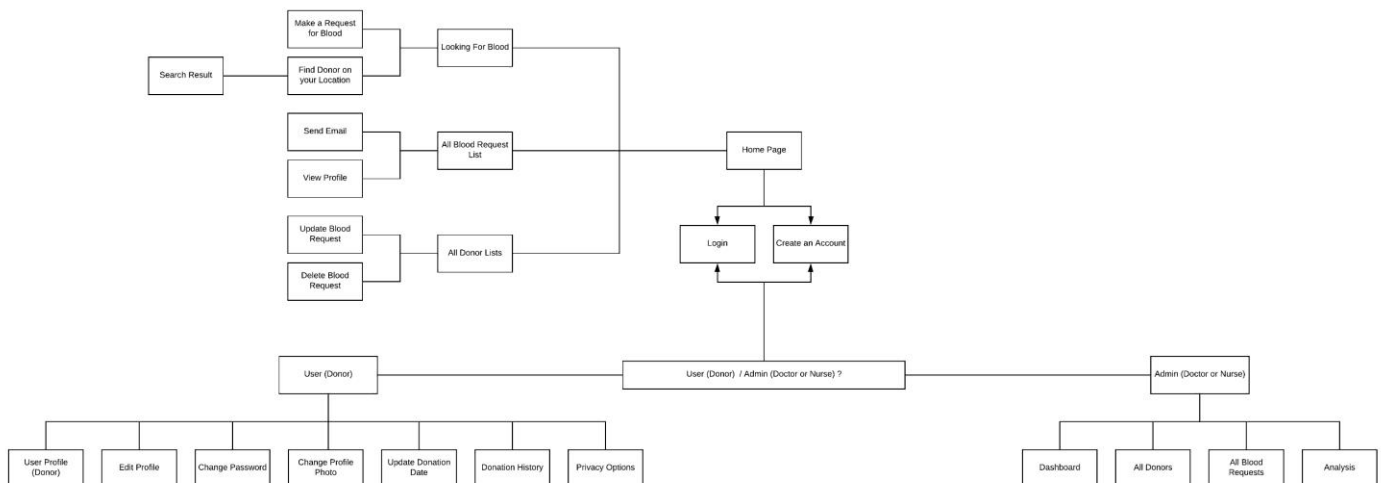 Make a Request
for Blood
Looking For Blood
Search Result
Find Donor on
your Location
Send Email
All Blood Request
List
Home Page
View Profile
Update Blood
Request
Login
Create an Account
All Donor Lists
Delete Blood
Request
User (Donor)
User (Donor)  / Admin (Doctor or Nurse) ?
Admin (Doctor or Nurse)
User Profile
(Donor)
Edit Profile
Change Password
Change Profile
Photo
Update Donation
Date
Donation History
Privacy Options
Dashboard
All Donors
All Blood
Requests
Analysis